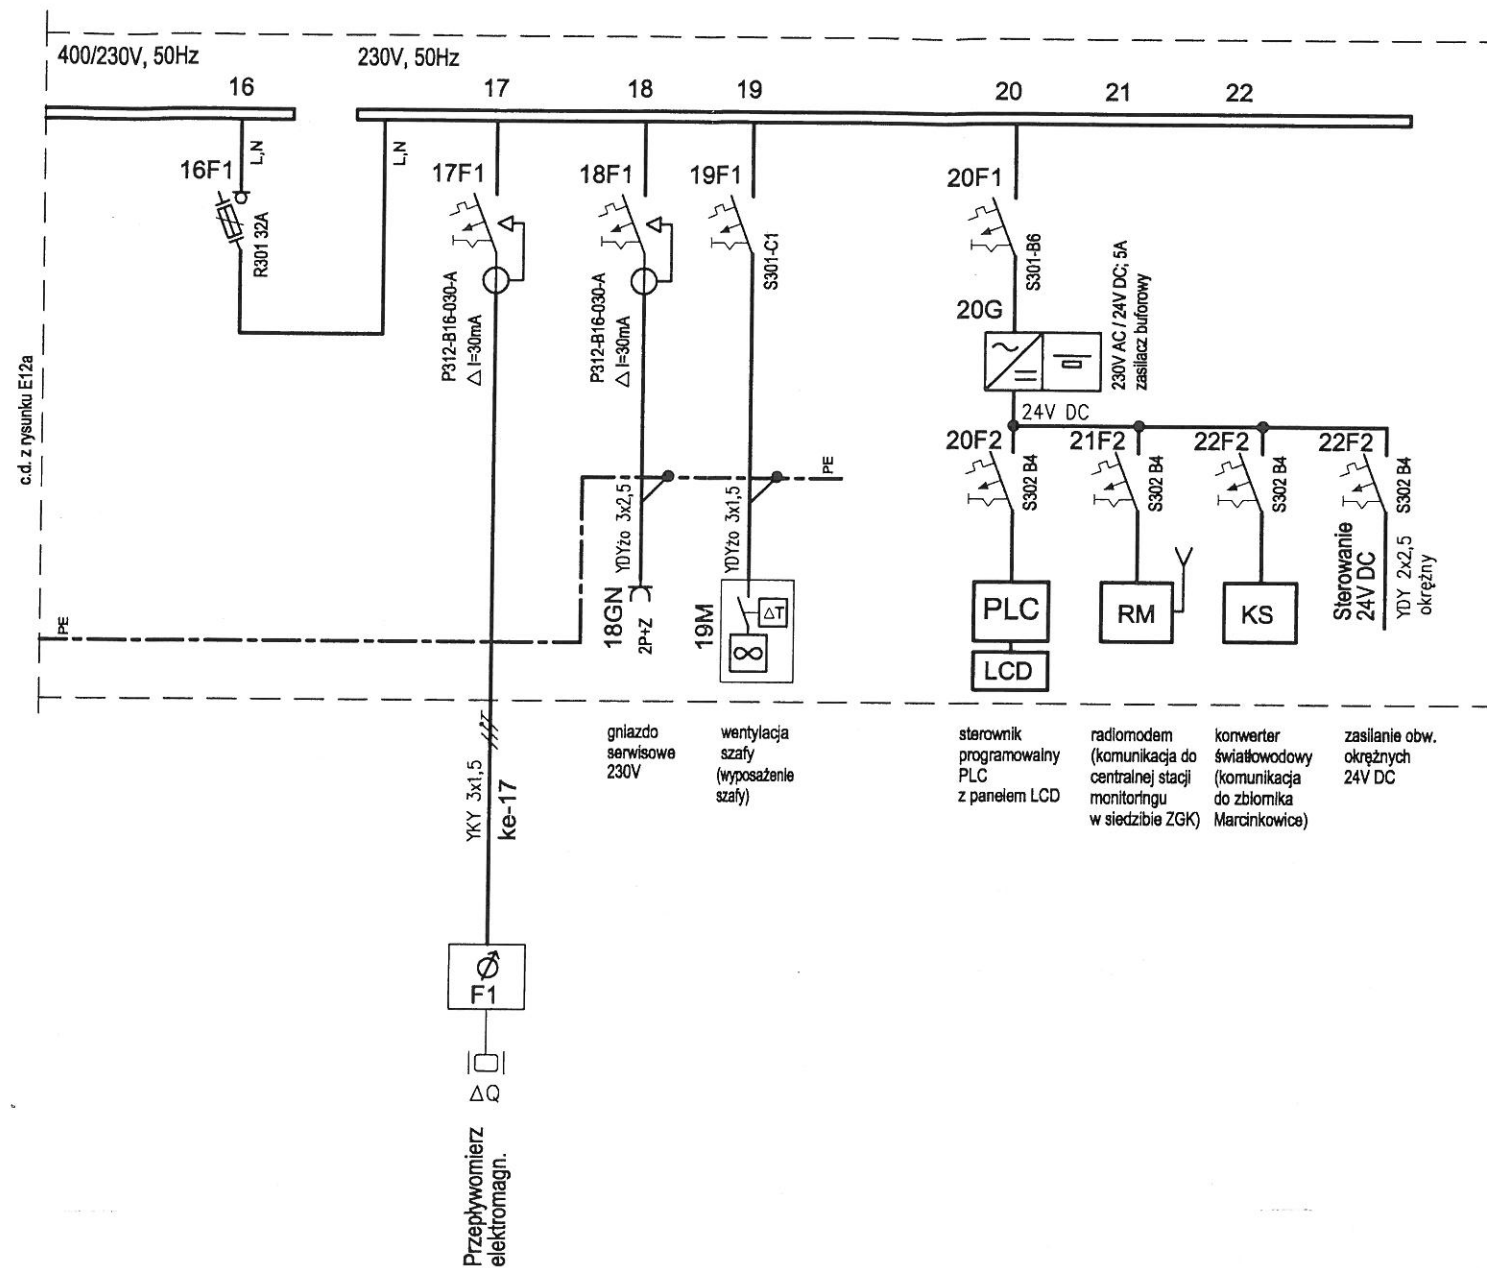 400/230V, 50Hz
230V, 50Hz
16
17
18
19
20
21
22
L,N
L,N
16F1
R301 32A
17F1
P312-B16-030-A
△ I=30mA
18F1
P312-B16-030-A
△ I=30mA
19F1
S301-C1
20F1
S301-B6
20G
230V AC / 24V DC; 5A
zasilacz buforowy
24V DC
20F2
S302 B4
21F2
S302 B4
22F2
S302 B4
22F2
S302 B4
c.d. z rysunku E12a
PE
PE
YDYżo 3x2,5
YDYżo 3x1,5
18GN
2P+Z
19M
ΔT
PLC
LCD
RM
KS
Sterowanie
24V DC
YDY 2x2,5
okrężny
gniazdo
serwisowe
230V
wentylacja
szafy
(wyposażenie
szafy)
sterownik
programowalny
PLC
z panelem LCD
radiomodem
(komunikacja do
centralnej stacji
monitoringu
w siedzibie ZGK)
konwerter
światłowodowy
(komunikacja
do zbiornika
Marcinkowice)
zasilanie obw.
okrężnych
24V DC
YKY 3x1,5
ke-17
F1
ΔQ
Przepływomierz
elektromagn.